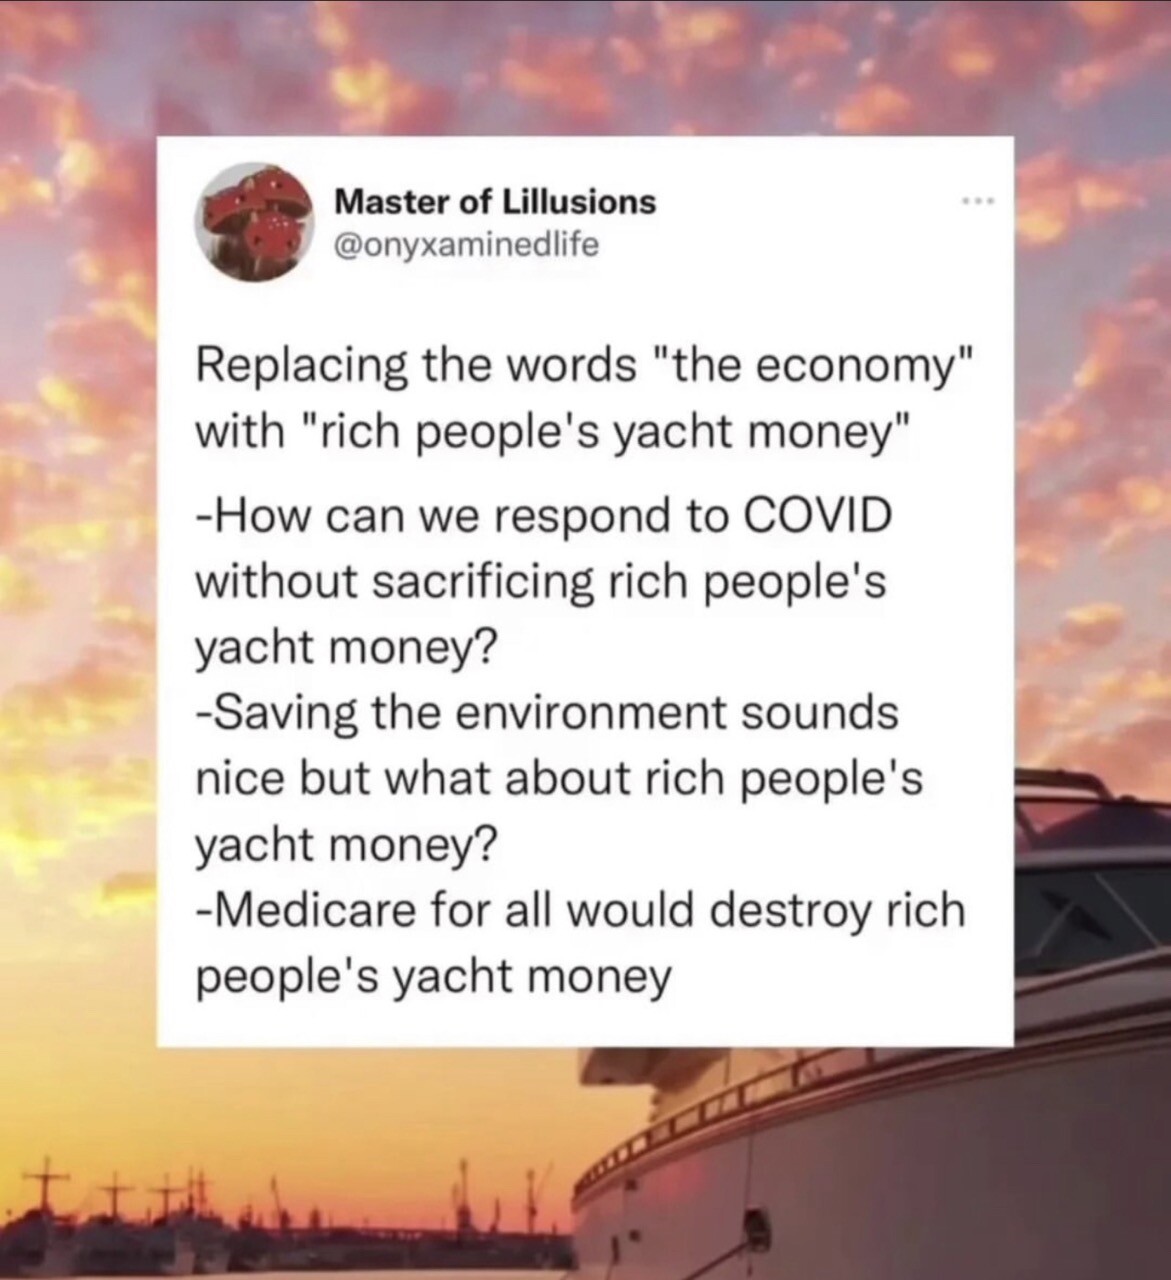 Master of Lillusions
@onyxaminedlife
Replacing the words "the economy"
with "rich people's yacht money"
-How can we respond to COVID
without sacrificing rich people's
yacht money?
-Saving the environment sounds
nice but what about rich people's
yacht money?
-Medicare for all would destroy rich
people's yacht money